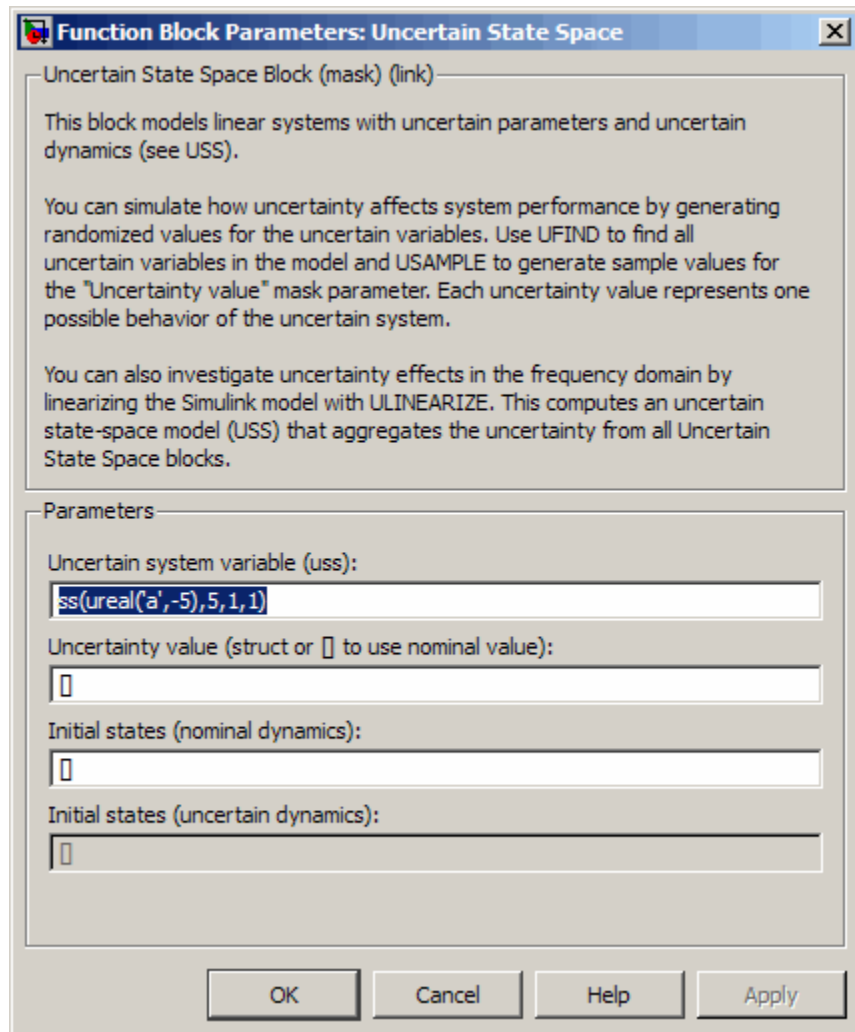 Function Block Parameters: Uncertain State Space
Uncertain State Space Block (mask) (link)
This block models linear systems with uncertain parameters and uncertain
dynamics (see USS).
You can simulate how uncertainty affects system performance by generating
randomized values for the uncertain variables. Use UFIND to find all
uncertain variables in the model and USAMPLE to generate sample values for
the "Uncertainty value" mask parameter. Each uncertainty value represents one
possible behavior of the uncertain system.
You can also investigate uncertainty effects in the frequency domain by
linearizing the Simulink model with ULINEARIZE. This computes an uncertain
state-space model (USS) that aggregates the uncertainty from all Uncertain
State Space blocks.
Parameters
Uncertain system variable (uss):
ss(ureal('a',-5),5,1,1)
Uncertainty value (struct or [] to use nominal value):
[]
Initial states (nominal dynamics):
[]
Initial states (uncertain dynamics):
[]
OK Cancel Help Apply